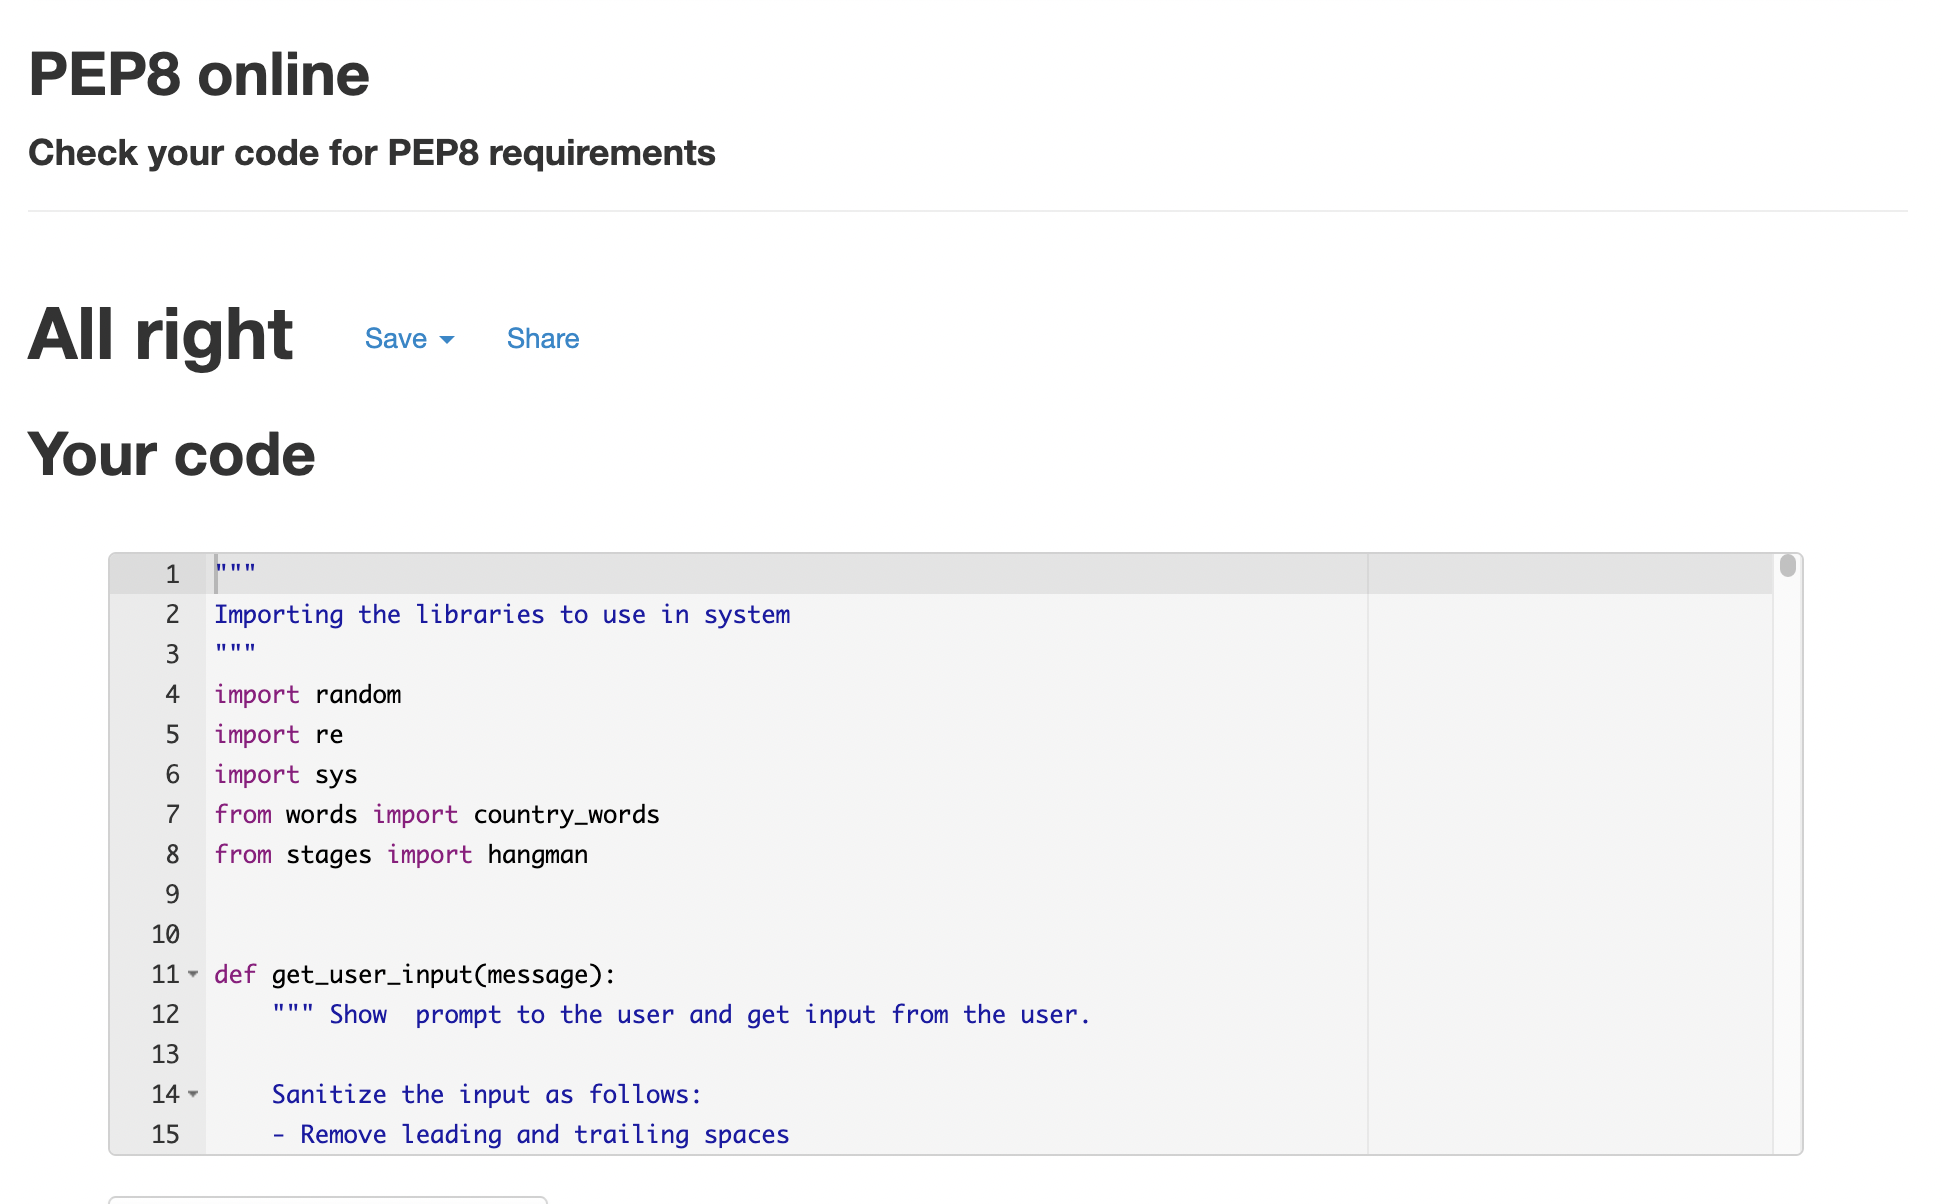 PEP8 online
Check your code for PEP8 requirements
All right Save Share
Your code
1 """
2 Importing the libraries to use in system
3 """
4 import random
5 import re
6 import sys
7 from words import country_words
8 from stages import hangman
9
10
11 def get_user_input(message):
12     """ Show  prompt to the user and get input from the user.
13
14     Sanitize the input as follows:
15     - Remove leading and trailing spaces